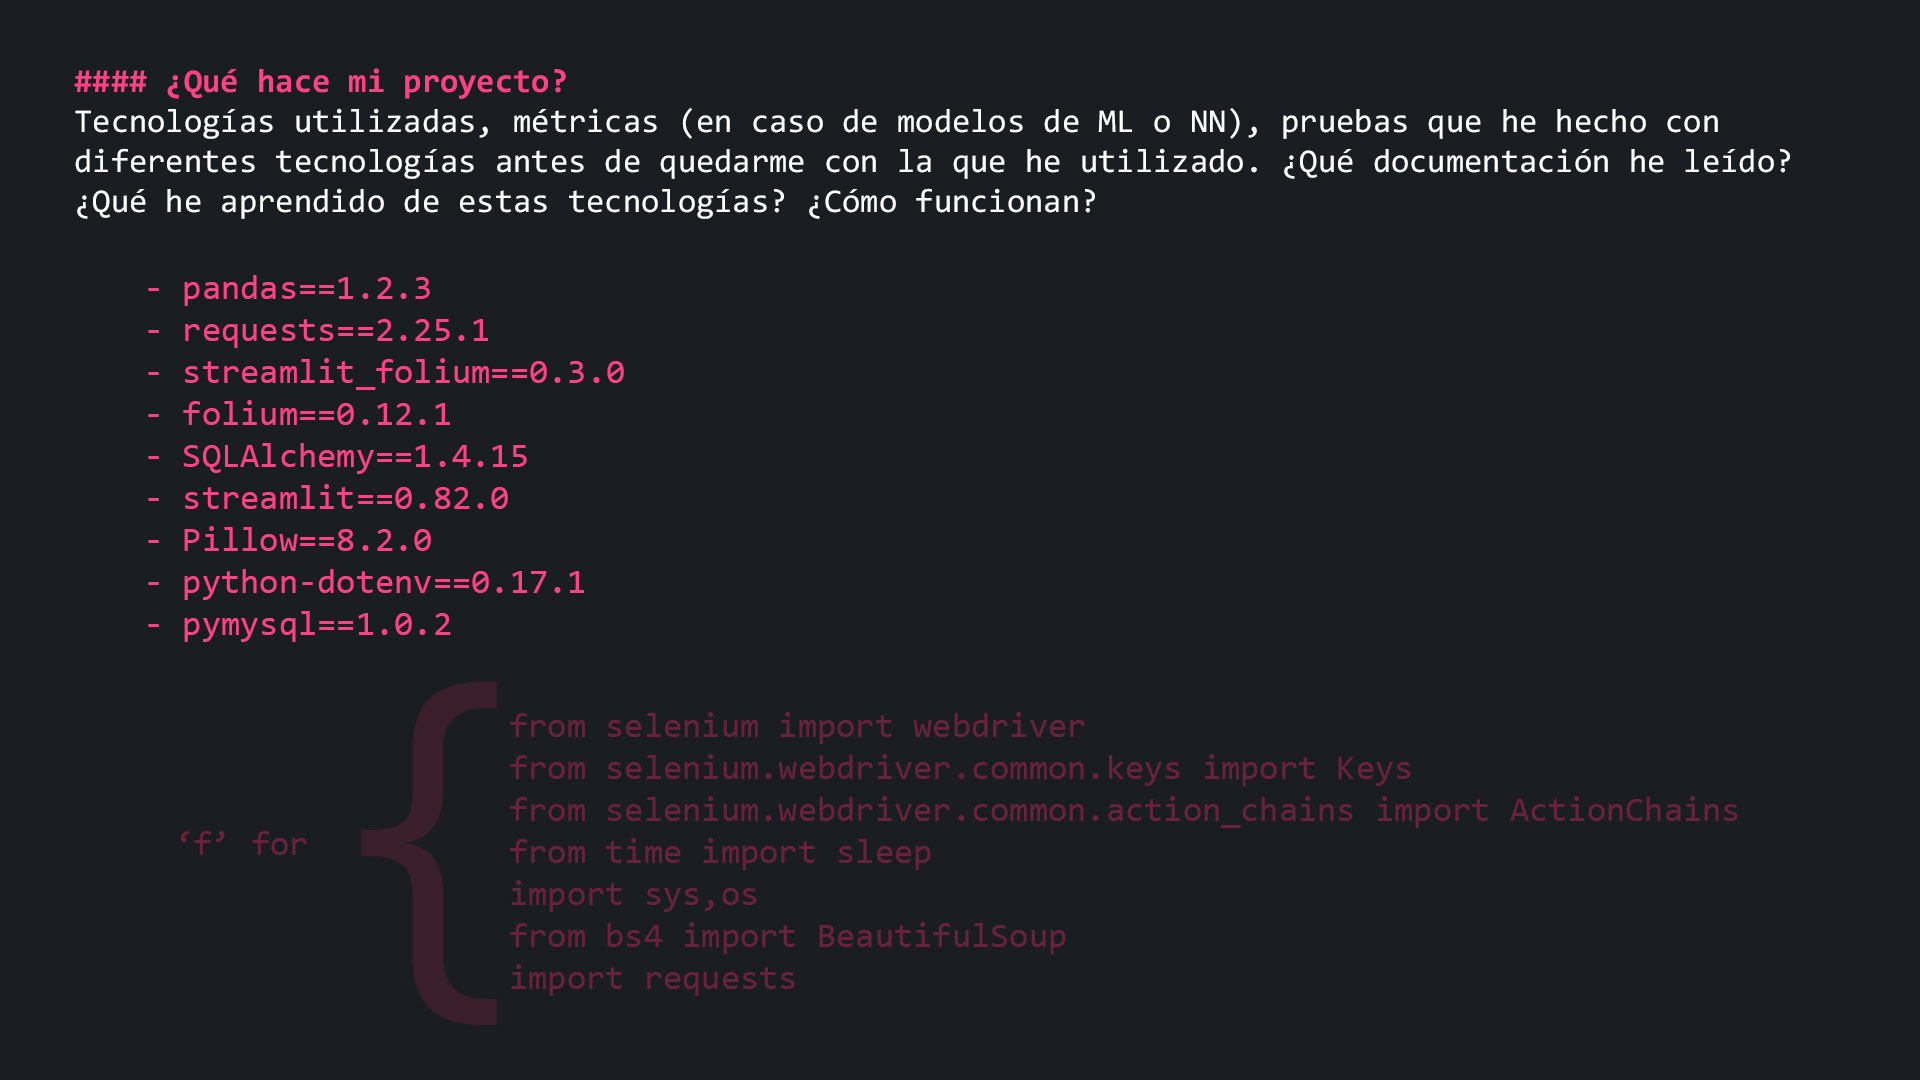 #### ¿Qué hace mi proyecto?
Tecnologías utilizadas, métricas (en caso de modelos de ML o NN), pruebas que he hecho con
diferentes tecnologías antes de quedarme con la que he utilizado. ¿Qué documentación he leído?
¿Qué he aprendido de estas tecnologías? ¿Cómo funcionan?
- pandas==1.2.3
- requests==2.25.1
- streamlit_folium==0.3.0
- folium==0.12.1
- SQLAlchemy==1.4.15
- streamlit==0.82.0
- Pillow==8.2.0
- python-dotenv==0.17.1
- pymysql==1.0.2
‘f’ for {
from selenium import webdriver
from selenium.webdriver.common.keys import Keys
from selenium.webdriver.common.action_chains import ActionChains
from time import sleep
import sys,os
from bs4 import BeautifulSoup
import requests